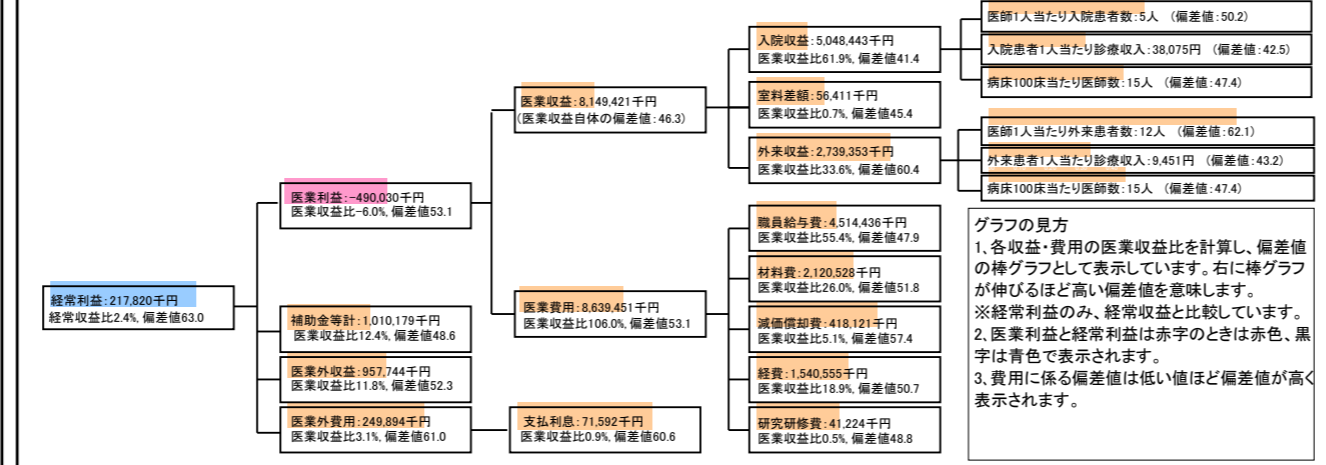 経常利益:217,820千円
経常収益比2.4%, 偏差値63.0
医業利益:-490,030千円
医業収益比-6.0%, 偏差値53.1
補助金等計:1,010,179千円
医業収益比12.4%, 偏差値48.6
医業外収益:957,744千円
医業収益比11.8%, 偏差値52.3
医業外費用:249,894千円
医業収益比3.1%, 偏差値61.0
医業収益:8,149,421千円
(医業収益自体の偏差値:46.3)
医業費用:8,639,451千円
医業収益比106.0%, 偏差値53.1
支払利息:71,592千円
医業収益比0.9%, 偏差値60.6
入院収益:5,048,443千円
医業収益比61.9%, 偏差値41.4
室料差額:56,411千円
医業収益比0.7%, 偏差値45.4
外来収益:2,739,353千円
医業収益比33.6%, 偏差値60.4
職員給与費:4,514,436千円
医業収益比55.4%, 偏差値47.9
材料費:2,120,528千円
医業収益比26.0%, 偏差値51.8
減価償却費:418,121千円
医業収益比5.1%, 偏差値57.4
経費:1,540,555千円
医業収益比18.9%, 偏差値50.7
研究研修費:41,224千円
医業収益比0.5%, 偏差値48.8
医師1人当たり入院患者数:5人 (偏差値:50.2)
入院患者1人当たり診療収入:38,075円 (偏差値:42.5)
病床100床当たり医師数:15人 (偏差値:47.4)
医師1人当たり外来患者数:12人 (偏差値:62.1)
外来患者1人当たり診療収入:9,451円 (偏差値:43.2)
病床100床当たり医師数:15人 (偏差値:47.4)
グラフの見方
1、各収益・費用の医業収益比を計算し、偏差値
の棒グラフとして表示しています。右に棒グラフ
が伸びるほど高い偏差値を意味します。
※経常利益のみ、経常収益と比較しています。
2、医業利益と経常利益は赤字のときは赤色、黒
字は青色で表示されます。
3、費用に係る偏差値は低い値ほど偏差値が高く
表示されます。